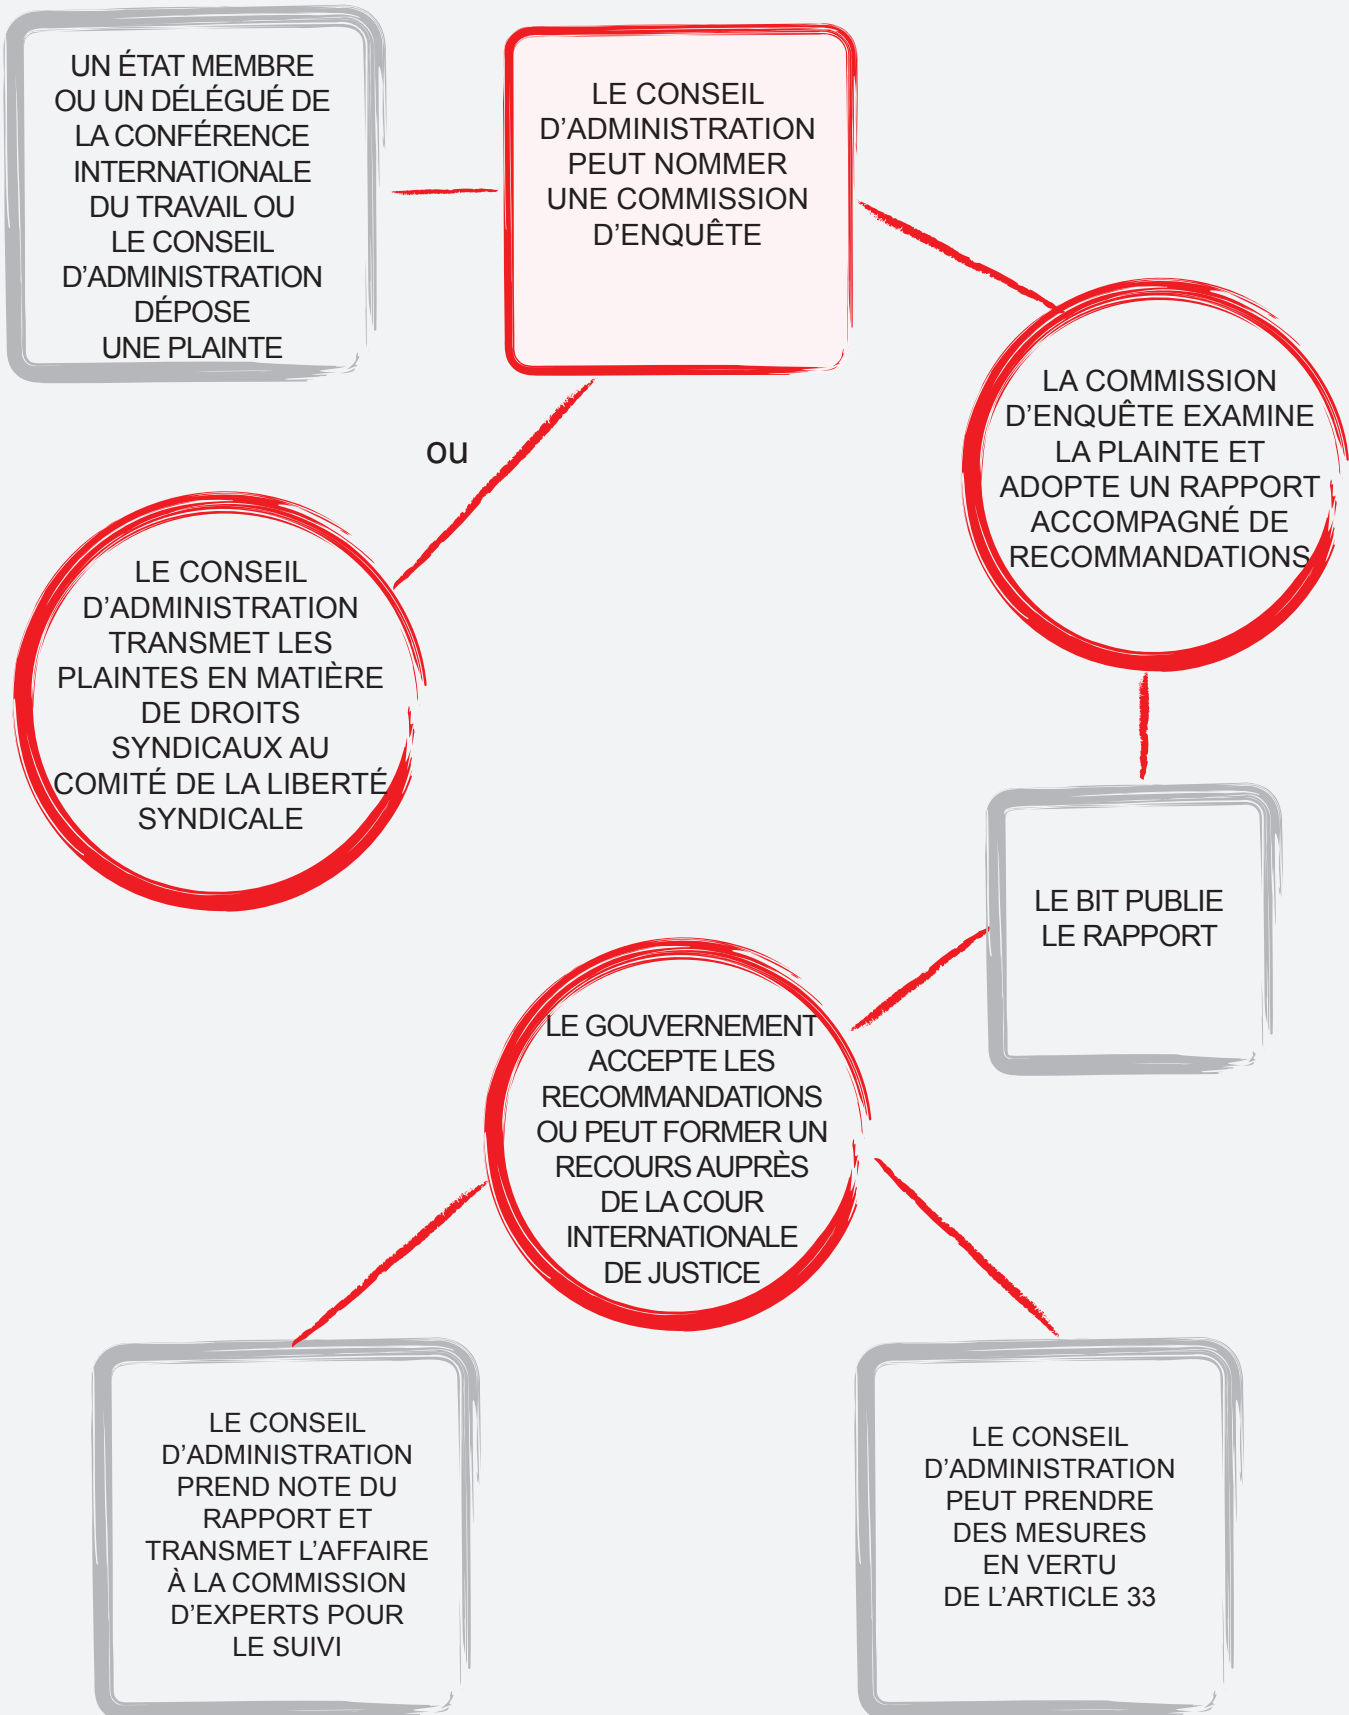 UN ÉTAT MEMBRE
OU UN DÉLÉGUÉ DE
LA CONFÉRENCE
INTERNATIONALE
DU TRAVAIL OU
LE CONSEIL
D'ADMINISTRATION
DÉPOSE
UNE PLAINTE
LE CONSEIL
D'ADMINISTRATION
PEUT NOMMER
UNE COMMISSION
D'ENQUÊTE
LA COMMISSION
D'ENQUÊTE EXAMINE
LA PLAINTE ET
ADOPTE UN RAPPORT
ACCOMPAGNÉ DE
RECOMMANDATIONS
ou
LE CONSEIL
D'ADMINISTRATION
TRANSMET LES
PLAINTES EN MATIÈRE
DE DROITS
SYNDICAUX AU
COMITÉ DE LA LIBERTÉ
SYNDICALE
LE BIT PUBLIE
LE RAPPORT
LE GOUVERNEMENT
ACCEPTE LES
RECOMMANDATIONS
OU PEUT FORMER UN
RECOURS AUPRÈS
DE LA COUR
INTERNATIONALE
DE JUSTICE
LE CONSEIL
D'ADMINISTRATION
PREND NOTE DU
RAPPORT ET
TRANSMET L'AFFAIRE
À LA COMMISSION
D'EXPERTS POUR
LE SUIVI
LE CONSEIL
D'ADMINISTRATION
PEUT PRENDRE
DES MESURES
EN VERTU
DE L'ARTICLE 33